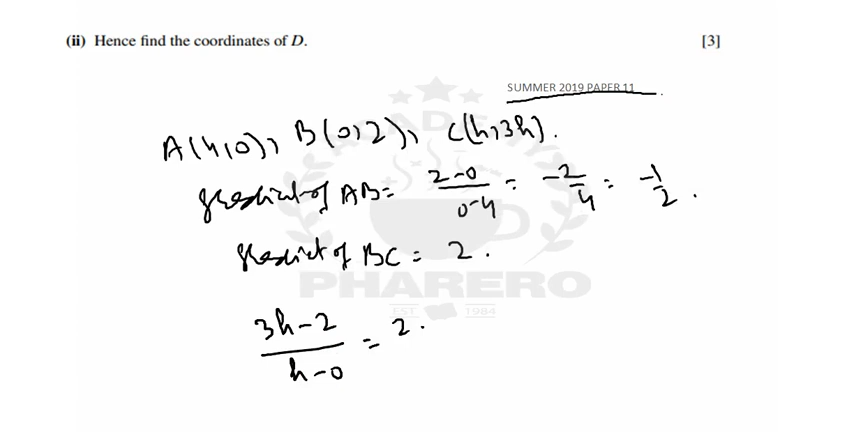 (ii) Hence find the coordinates of D. [3]
SUMMER 2019 PAPER 11
A(4,0), B(0,2), C(h,3h).
gradient of AB = 2-0/0-4 = -2/4 = -1/2.
gradient of BC = 2.
PHARERO
EST 1984
3h-2/h-0 = 2.